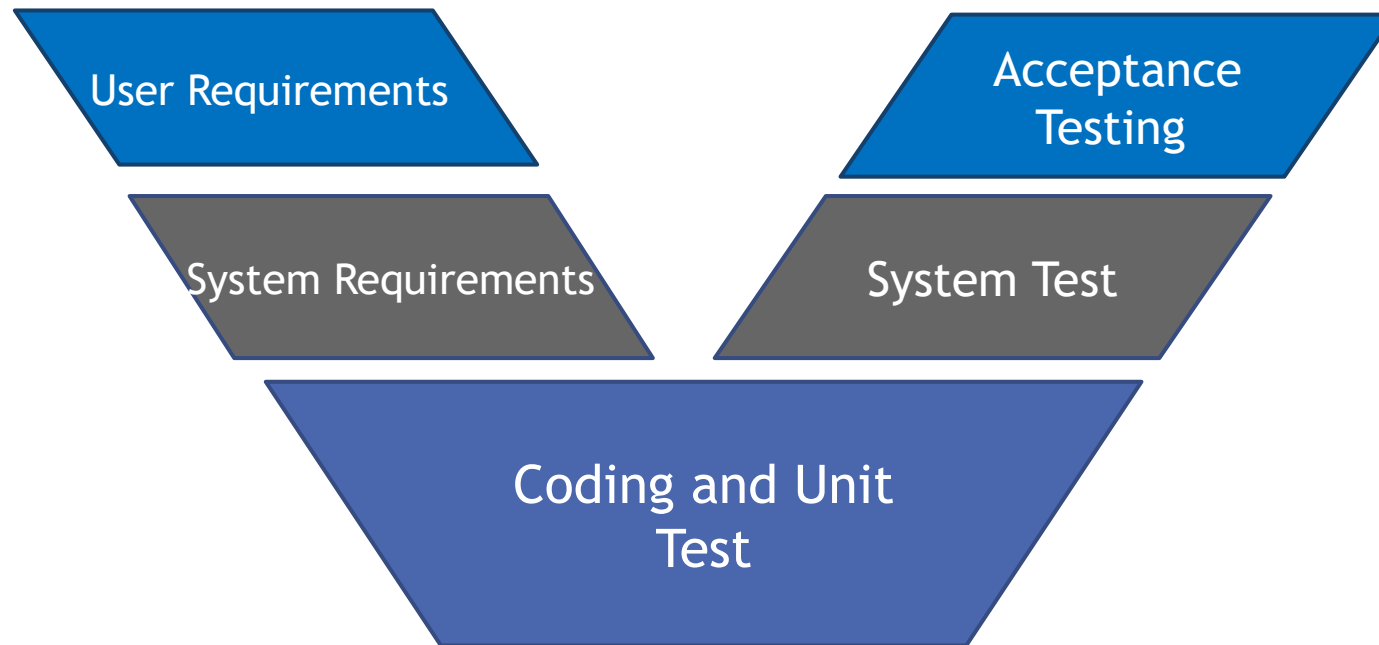 User Requirements
Acceptance
Testing
System Requirements
System Test
Coding and Unit
Test